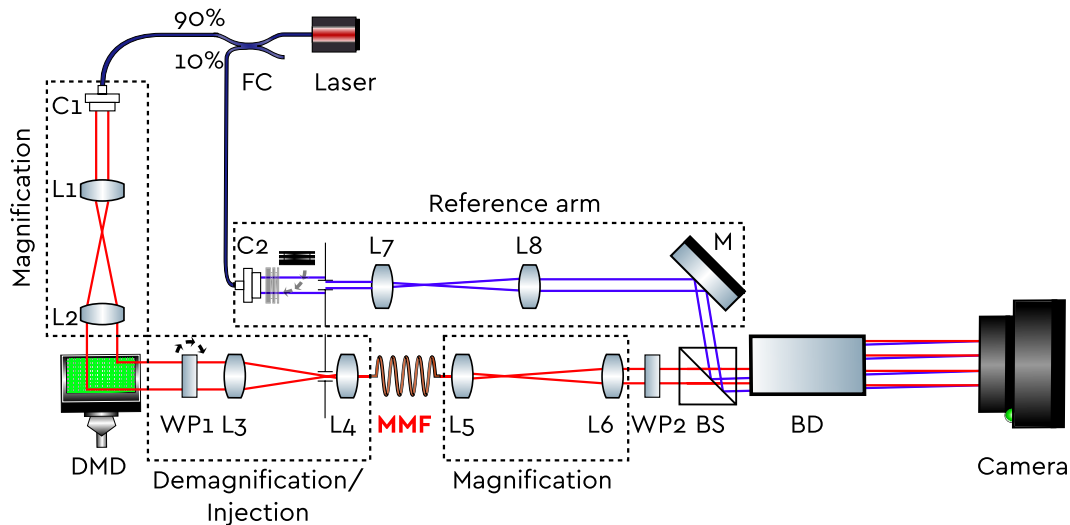 90%
10%
FC
Laser
C1
Magnification
L1
L2
Reference arm
C2
L7
L8
M
WP1
L3
L4
MMF
L5
L6
WP2
BS
BD
DMD
Camera
Demagnification/
Injection
Magnification